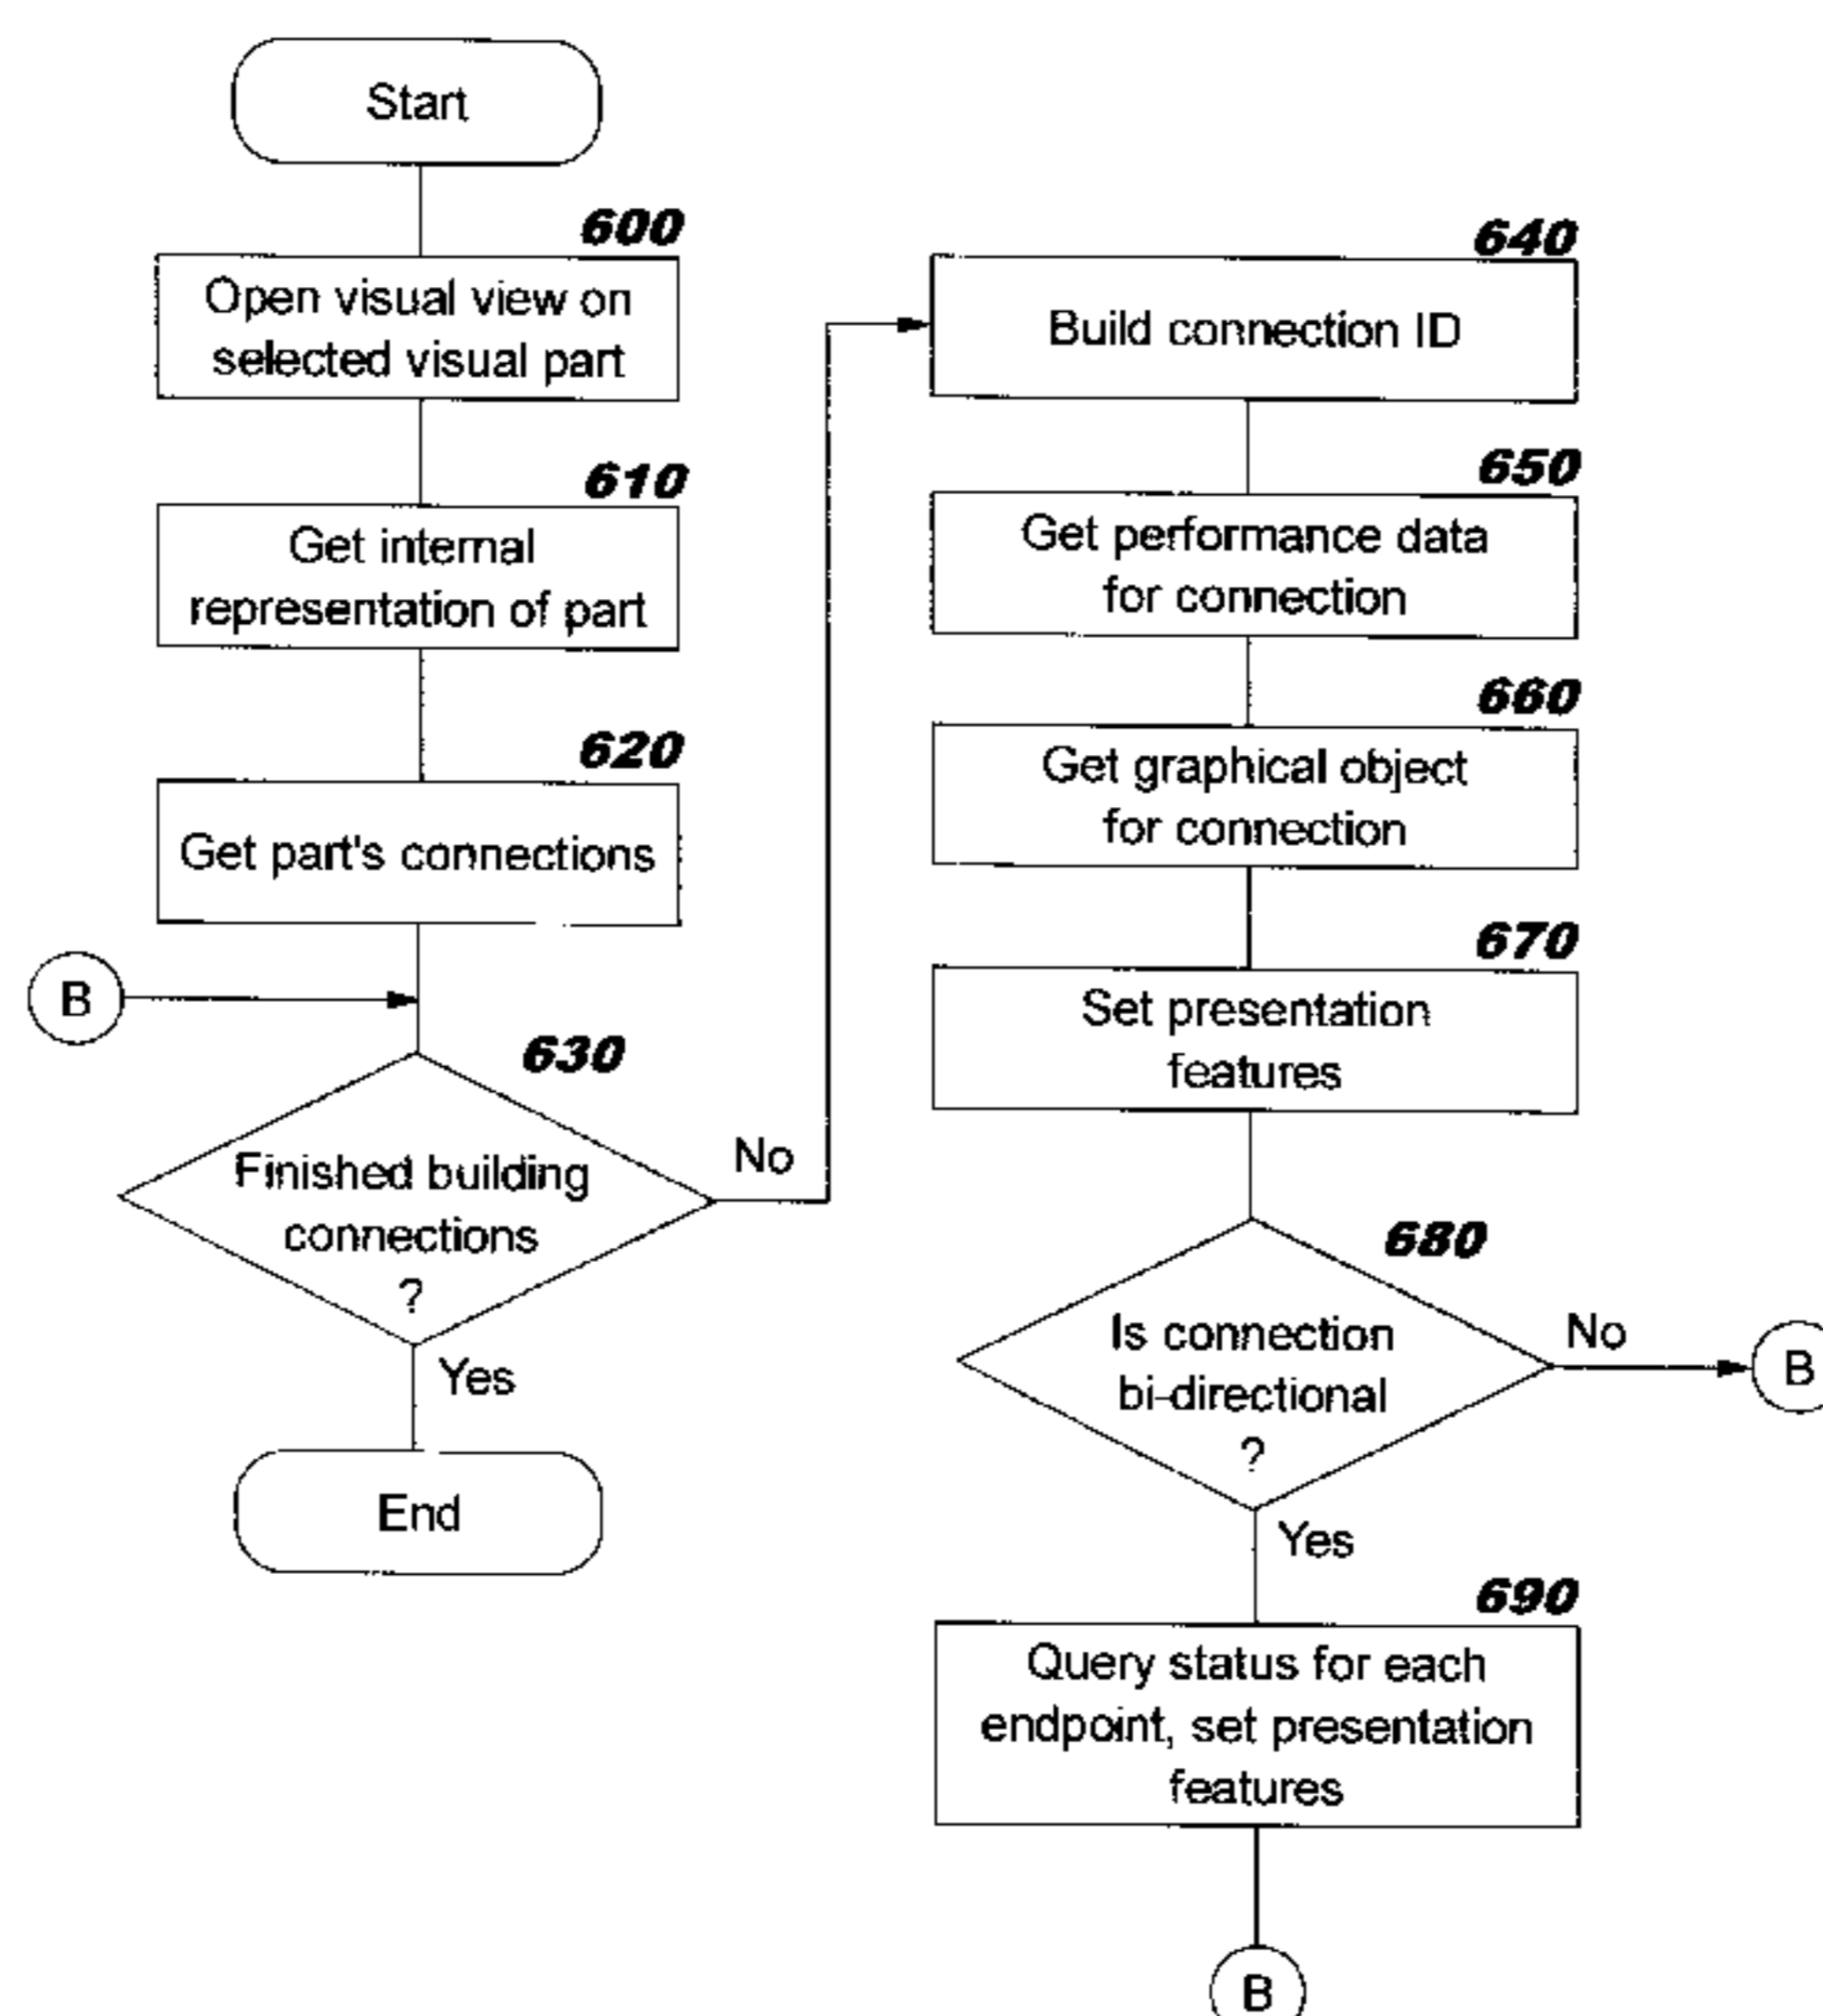 Start
600
Open visual view on
selected visual part
610
Get internal
representation of part
620
Get part's connections
B
630
Finished building
connections
?
No
Yes
End
640
Build connection ID
650
Get performance data
for connection
660
Get graphical object
for connection
670
Set presentation
features
680
Is connection
bi-directional
?
No
B
Yes
690
Query status for each
endpoint, set presentation
features
B